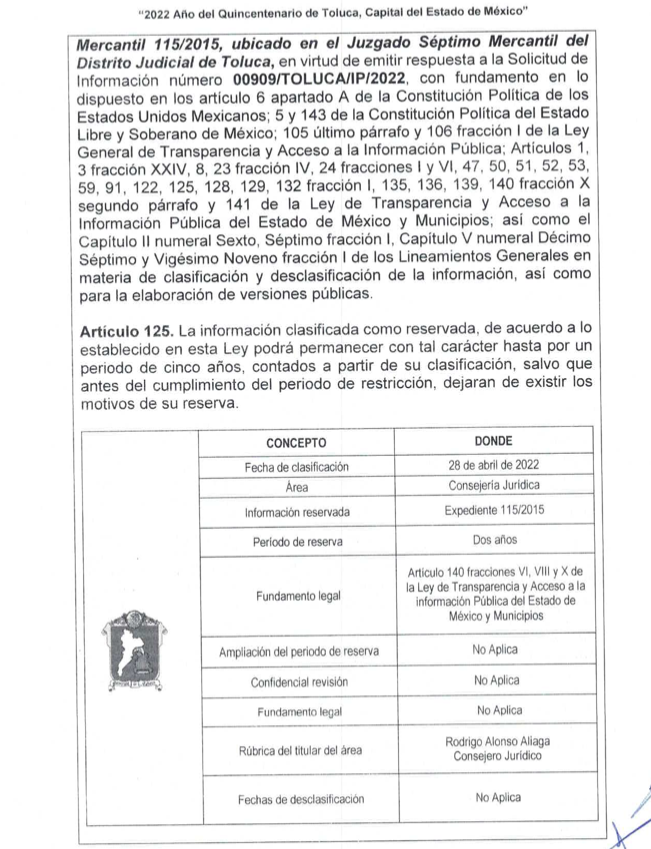 "2022 Año del Quincentenario de Toluca, Capital del Estado de México"
Mercantil 115/2015, ubicado en el Juzgado Séptimo Mercantil del
Distrito Judicial de Toluca, en virtud de emitir respuesta a la Solicitud de
Información número 00909/TOLUCA/IP/2022, con fundamento en lo
dispuesto en los artículo 6 apartado A de la Constitución Política de los
Estados Unidos Mexicanos; 5 y 143 de la Constitución Política del Estado
Libre y Soberano de México; 105 último párrafo y 106 fracción I de la Ley
General de Transparencia y Acceso a la Información Pública; Artículos 1,
3 fracción XXIV, 8, 23 fracción IV, 24 fracciones I y VI, 47, 50, 51, 52, 53,
59, 91, 122, 125, 128, 129, 132 fracción I, 135, 136, 139, 140 fracción X
segundo párrafo y 141 de la Ley de Transparencia y Acceso a la
Información Pública del Estado de México y Municipios; así como el
Capítulo II numeral Sexto, Séptimo fracción I, Capítulo V numeral Décimo
Séptimo y Vigésimo Noveno fracción I de los Lineamientos Generales en
materia de clasificación y desclasificación de la información, así como
para la elaboración de versiones públicas.
Artículo 125. La información clasificada como reservada, de acuerdo a lo
establecido en esta Ley podrá permanecer con tal carácter hasta por un
periodo de cinco años, contados a partir de su clasificación, salvo que
antes del cumplimiento del periodo de restricción, dejaran de existir los
motivos de su reserva.
CONCEPTO DONDE
Fecha de clasificación 28 de abril de 2022
Área Consejería Jurídica
Información reservada Expediente 115/2015
Periodo de reserva Dos años
Fundamento legal Artículo 140 fracciones VI, VIII y X de
la Ley de Transparencia y Acceso a la
información Pública del Estado de
México y Municipios
Ampliación del periodo de reserva No Aplica
Confidencial revisión No Aplica
Fundamento legal No Aplica
Rúbrica del titular del área Rodrigo Alonso Aliaga
Consejero Jurídico
Fechas de desclasificación No Aplica